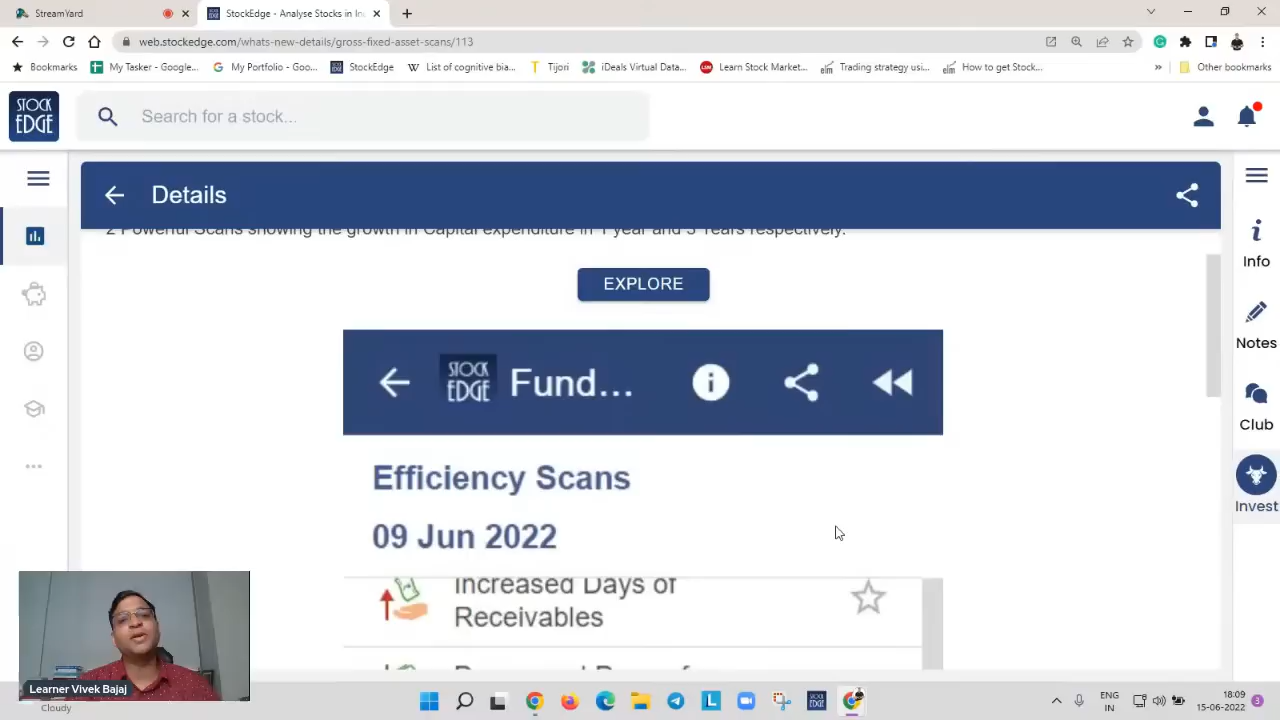 StreamYard
StockEdge - Analyse Stocks in In
web.stockedge.com/whats-new-details/gross-fixed-asset-scans/113
Bookmarks
My Tasker - Google...
My Portfolio - Goo...
StockEdge
List of cognitive bia...
Tijori
iDeals Virtual Data...
Learn Stock Market...
Trading strategy usi...
How to get Stock...
»
Other bookmarks
STOCK
EDGE
Search for a stock...
Details
2 Powerful Scans showing the growth in Capital expenditure in 1 year and 3 Years respectively.
EXPLORE
STOCK
EDGE
Fund...
Efficiency Scans
09 Jun 2022
Increased Days of
Receivables
Info
Notes
Club
Invest
Learner Vivek Bajaj
Cloudy
ENG
IN
18:09
15-06-2022
3